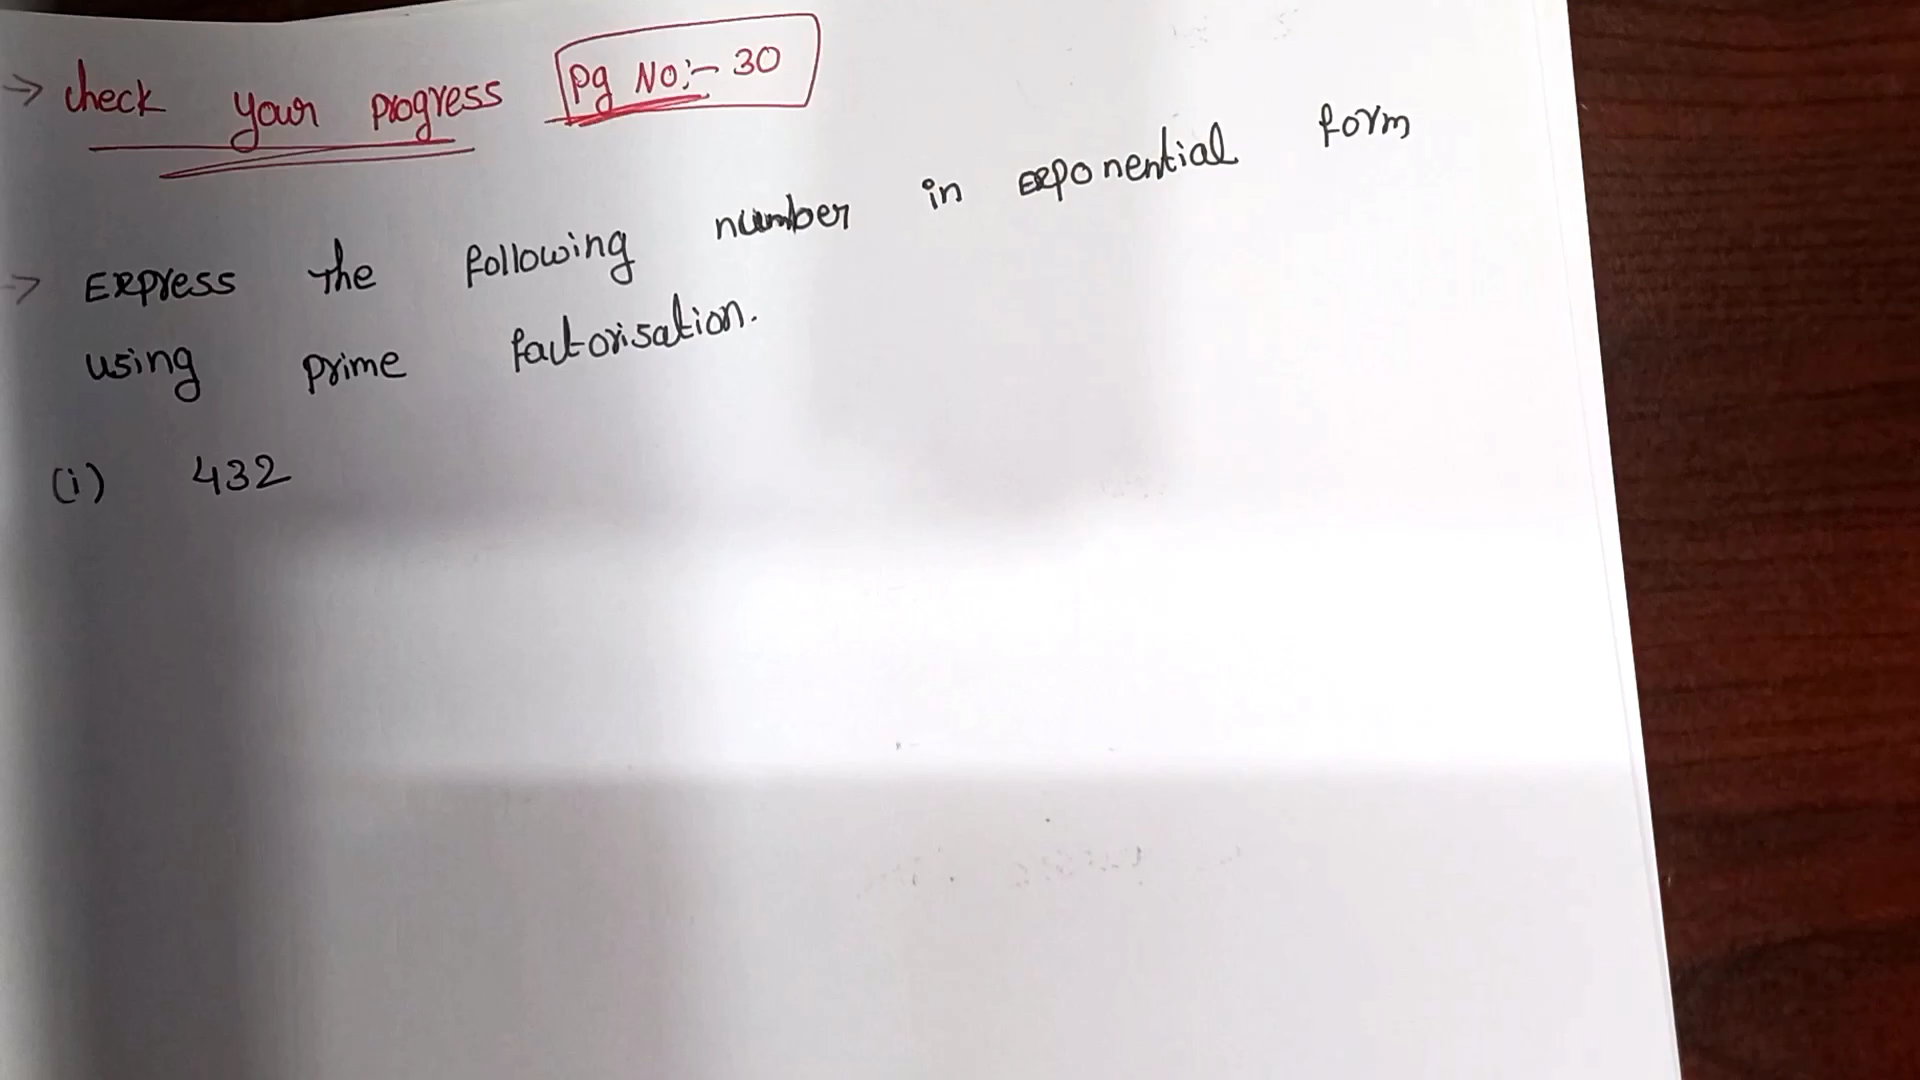 → check your progress Pg No:- 30
→ Express the following number in exponential form
using prime factorisation.
(i) 432